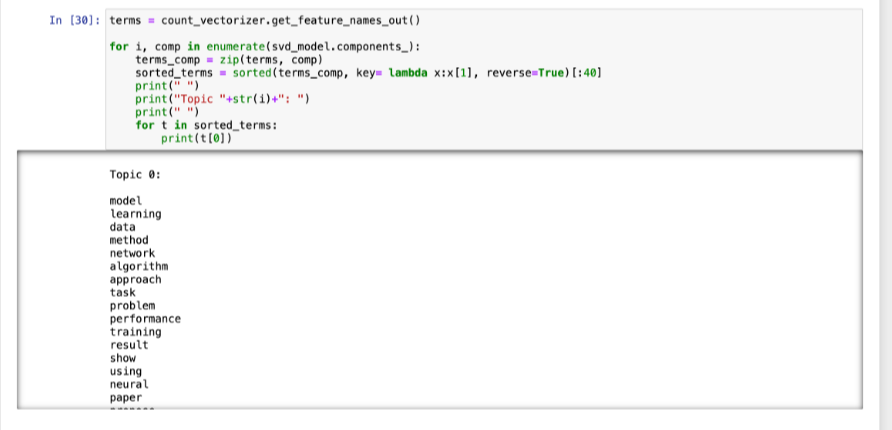 In [30]: terms = count_vectorizer.get_feature_names_out()
for i, comp in enumerate(svd_model.components_):
    terms_comp = zip(terms, comp)
    sorted_terms = sorted(terms_comp, key= lambda x:x[1], reverse=True)[:40]
    print(" ")
    print("Topic "+str(i)+": ")
    print(" ")
    for t in sorted_terms:
        print(t[0])
Topic 0:
model
learning
data
method
network
algorithm
approach
task
problem
performance
training
result
show
using
neural
paper